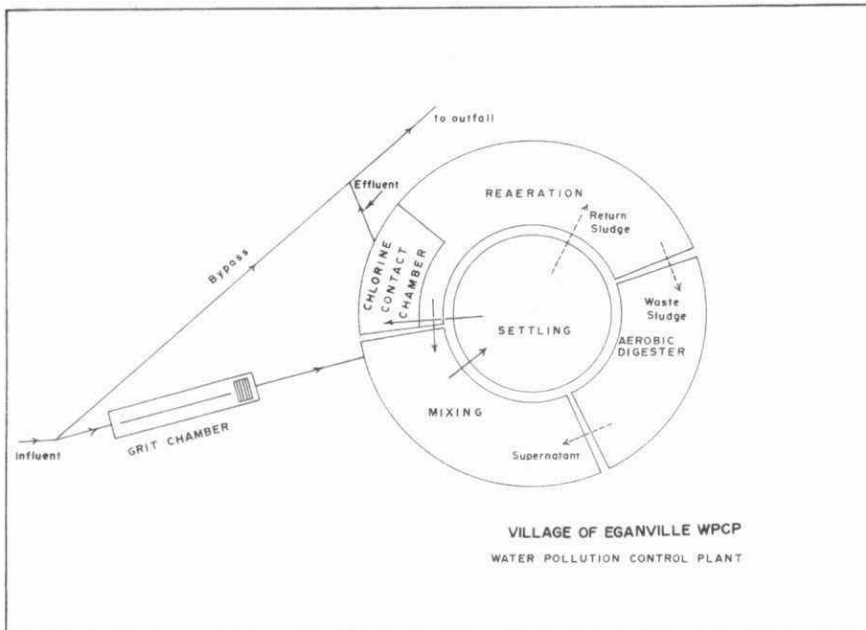 to outfall
Effluent
REAERATION
Return
Sludge
Bypass
CHLORINE
CONTACT
CHAMBER
Waste
Sludge
SETTLING
AEROBIC
DIGESTER
MIXING
Influent
GRIT CHAMBER
Supernatant
VILLAGE OF EGANVILLE WPCP
WATER POLLUTION CONTROL PLANT